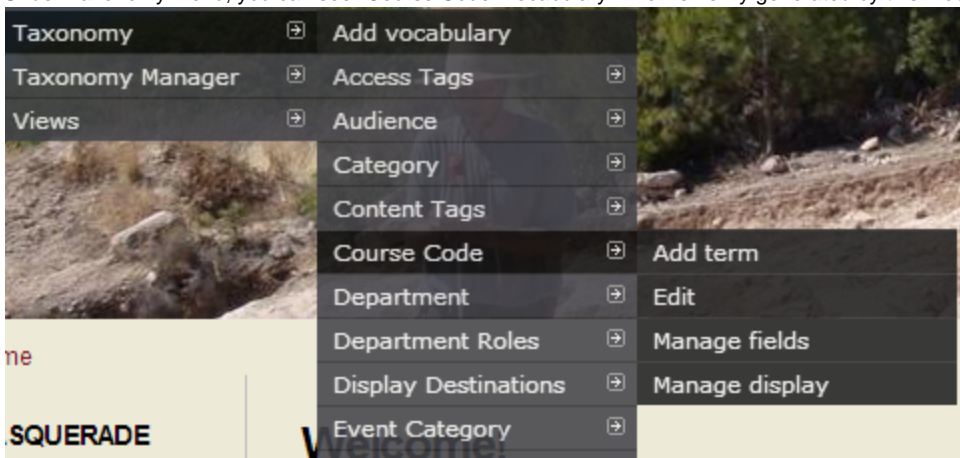 Taxonomy
Taxonomy Manager
Views
Add vocabulary
Access Tags
Audience
Category
Content Tags
Course Code
Department
Department Roles
Display Destinations
Event Category
Add term
Edit
Manage fields
Manage display
me
SQUERADE
Welcome!